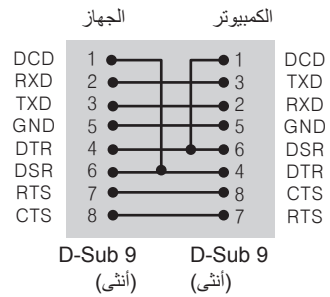 الجهاز الكمبيوتر
DCD 1 1 DCD
RXD 2 3 TXD
TXD 3 2 RXD
GND 5 5 GND
DTR 4 6 DSR
DSR 6 4 DTR
RTS 7 8 CTS
CTS 8 7 RTS
D-Sub 9 D-Sub 9
(أنثى) (أنثى)